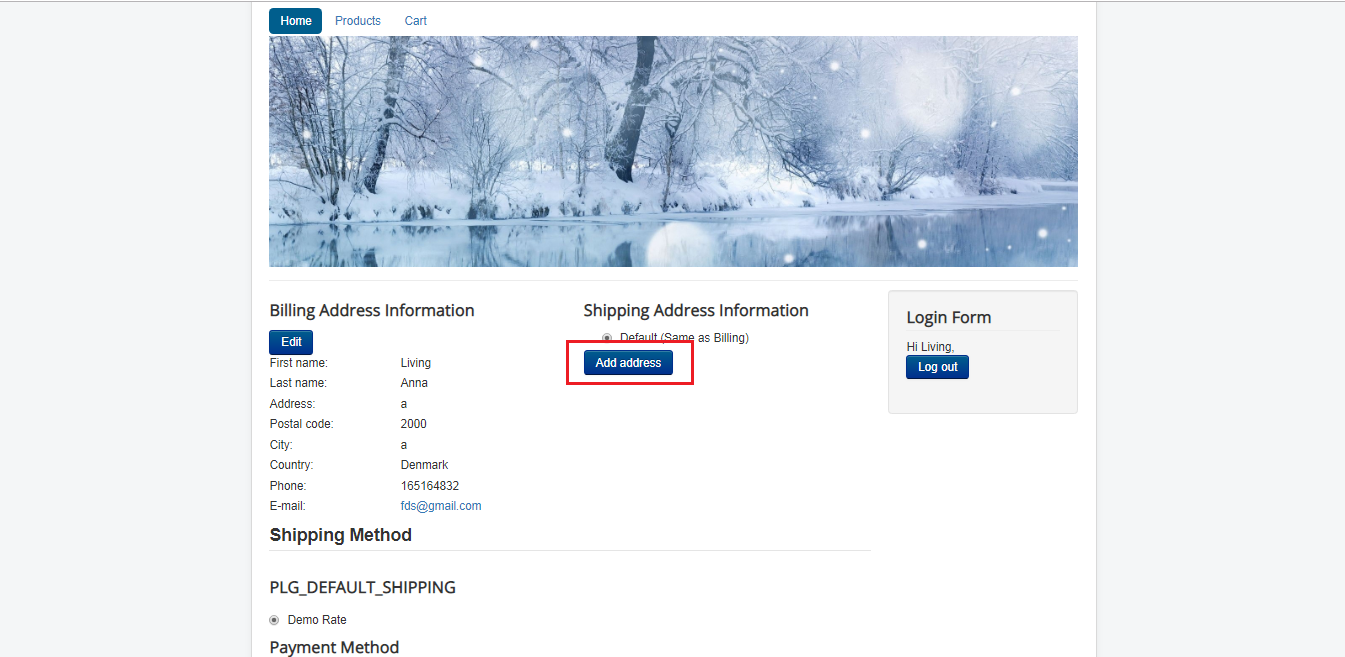 Home Products Cart
Billing Address Information
Edit
First name: Living
Last name: Anna
Address: a
Postal code: 2000
City: a
Country: Denmark
Phone: 165164832
E-mail: fds@gmail.com
Shipping Address Information
Default (Same as Billing)
Add address
Login Form
Hi Living,
Log out
Shipping Method
PLG_DEFAULT_SHIPPING
Demo Rate
Payment Method